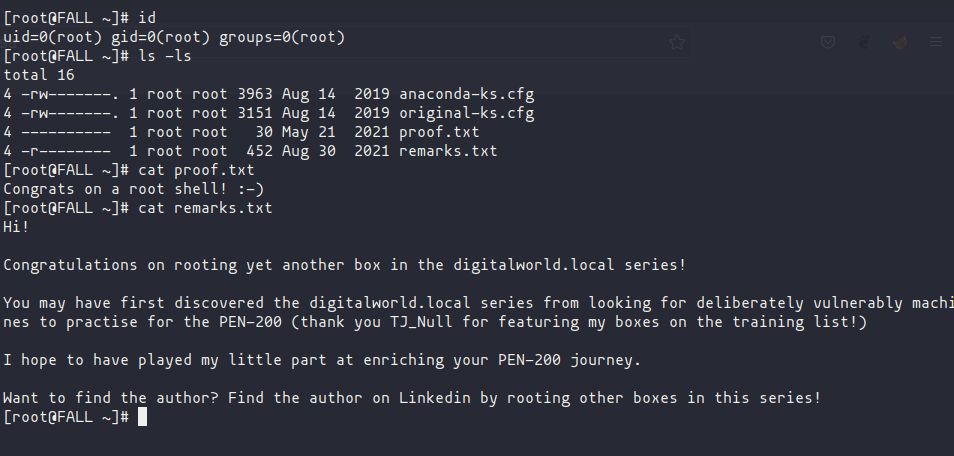 [root@FALL ~]# id
uid=0(root) gid=0(root) groups=0(root)
[root@FALL ~]# ls -ls
total 16
4 -rw-------. 1 root root 3963 Aug 14  2019 anaconda-ks.cfg
4 -rw-------. 1 root root 3151 Aug 14  2019 original-ks.cfg
4 ----------  1 root root   30 May 21  2021 proof.txt
4 -r--------  1 root root  452 Aug 30  2021 remarks.txt
[root@FALL ~]# cat proof.txt
Congrats on a root shell! :-)
[root@FALL ~]# cat remarks.txt
Hi!
Congratulations on rooting yet another box in the digitalworld.local series!
You may have first discovered the digitalworld.local series from looking for deliberately vulnerably machi
nes to practise for the PEN-200 (thank you TJ_Null for featuring my boxes on the training list!)
I hope to have played my little part at enriching your PEN-200 journey.
Want to find the author? Find the author on Linkedin by rooting other boxes in this series!
[root@FALL ~]#